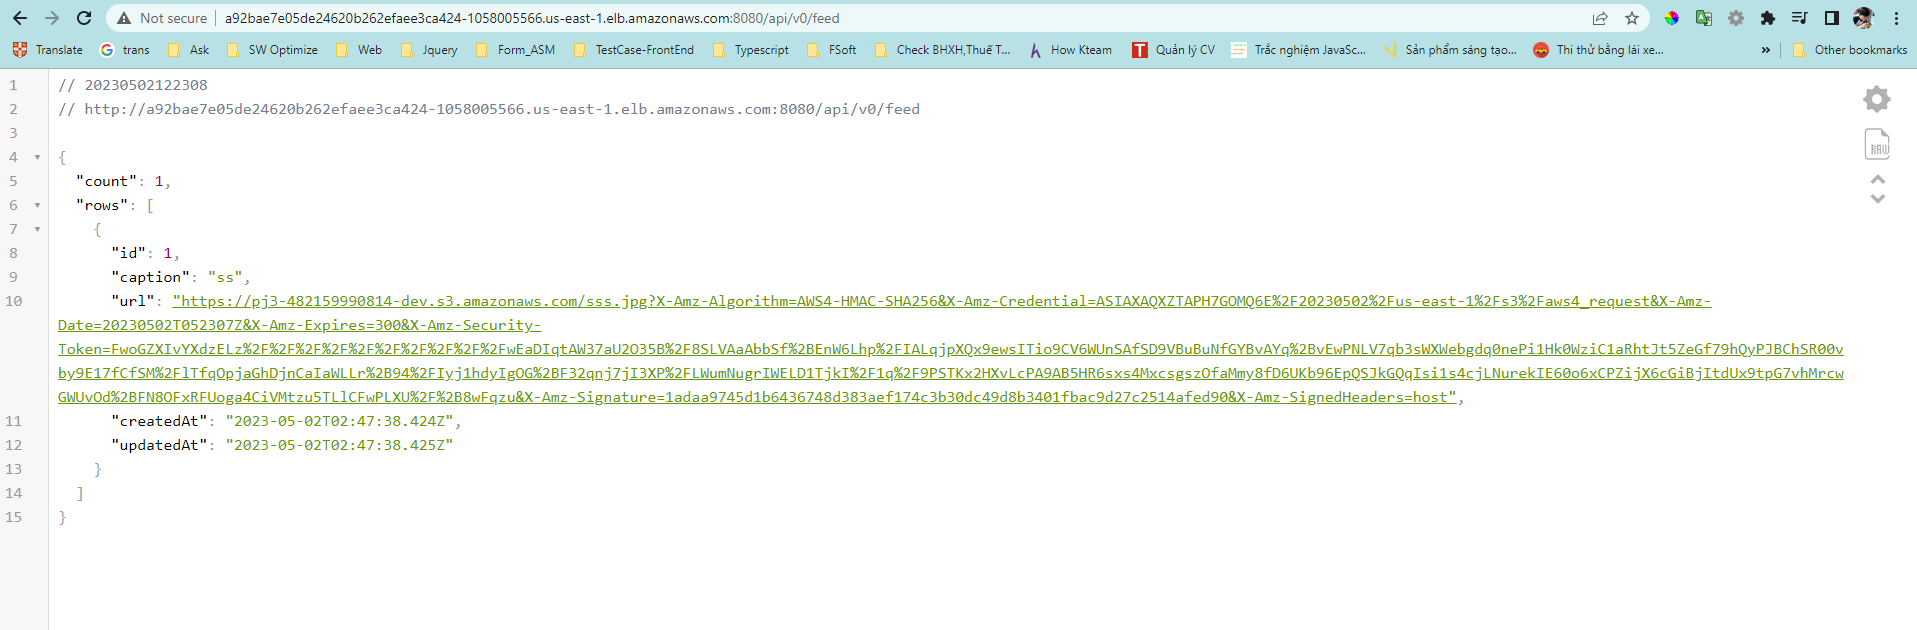 Not secure | a92bae7e05de24620b262efaee3ca424-1058005566.us-east-1.elb.amazonaws.com:8080/api/v0/feed
Translate trans Ask SW Optimize Web Jquery Form_ASM TestCase-FrontEnd Typescript FSoft Check BHXH,Thuế T... How Kteam Quản lý CV Trắc nghiệm JavaSc... Sản phẩm sáng tạo... Thi thử bằng lái xe... » Other bookmarks
1 // 20230502122308
2 // http://a92bae7e05de24620b262efaee3ca424-1058005566.us-east-1.elb.amazonaws.com:8080/api/v0/feed
3
4 {
5 "count": 1,
6 "rows": [
7 {
8 "id": 1,
9 "caption": "ss",
10 "url": "https://pj3-482159990814-dev.s3.amazonaws.com/sss.jpg?X-Amz-Algorithm=AWS4-HMAC-SHA256&X-Amz-Credential=ASIAXAQXZTAPH7GOMQ6E%2F20230502%2Fus-east-1%2Fs3%2Faws4_request&X-Amz-
Date=20230502T052307Z&X-Amz-Expires=300&X-Amz-Security-
Token=FwoGZXIvYXdzELz%2F%2F%2F%2F%2F%2F%2F%2F%2F%2FwEaDIqtAW37aU2O35B%2F8SLVAaAbbSf%2BEnW6Lhp%2FIALqjpXQx9ewsITio9CV6WUnSAfSD9VBuBuNfGYBvAYq%2BvEwPNLV7qb3sWXWebgdq0nePi1Hk0WziC1aRhtJt5ZeGf79hQyPJBChSR00v
by9E17fCfSM%2FlTfqOpjaGhDjnCaIaWLLr%2B94%2FIyj1hdyIgOG%2BF32qnj7jI3XP%2FLWumNugrIWELD1TjkI%2F1q%2F9PSTKx2HXvLcPA9AB5HR6sxs4MxcsgszOfaMmy8fD6UKb96EpQSJkGQqIsi1s4cjLNurekIE60o6xCPZijX6cGiBjItdUx9tpG7vhMrcw
GWUvOd%2BFN8OFxRFUoga4CiVMtzu5TLlCFwPLXU%2F%2B8wFqzu&X-Amz-Signature=1adaa9745d1b6436748d383aef174c3b30dc49d8b3401fbac9d27c2514afed90&X-Amz-SignedHeaders=host",
11 "createdAt": "2023-05-02T02:47:38.424Z",
12 "updatedAt": "2023-05-02T02:47:38.425Z"
13 }
14 ]
15 }
RAW